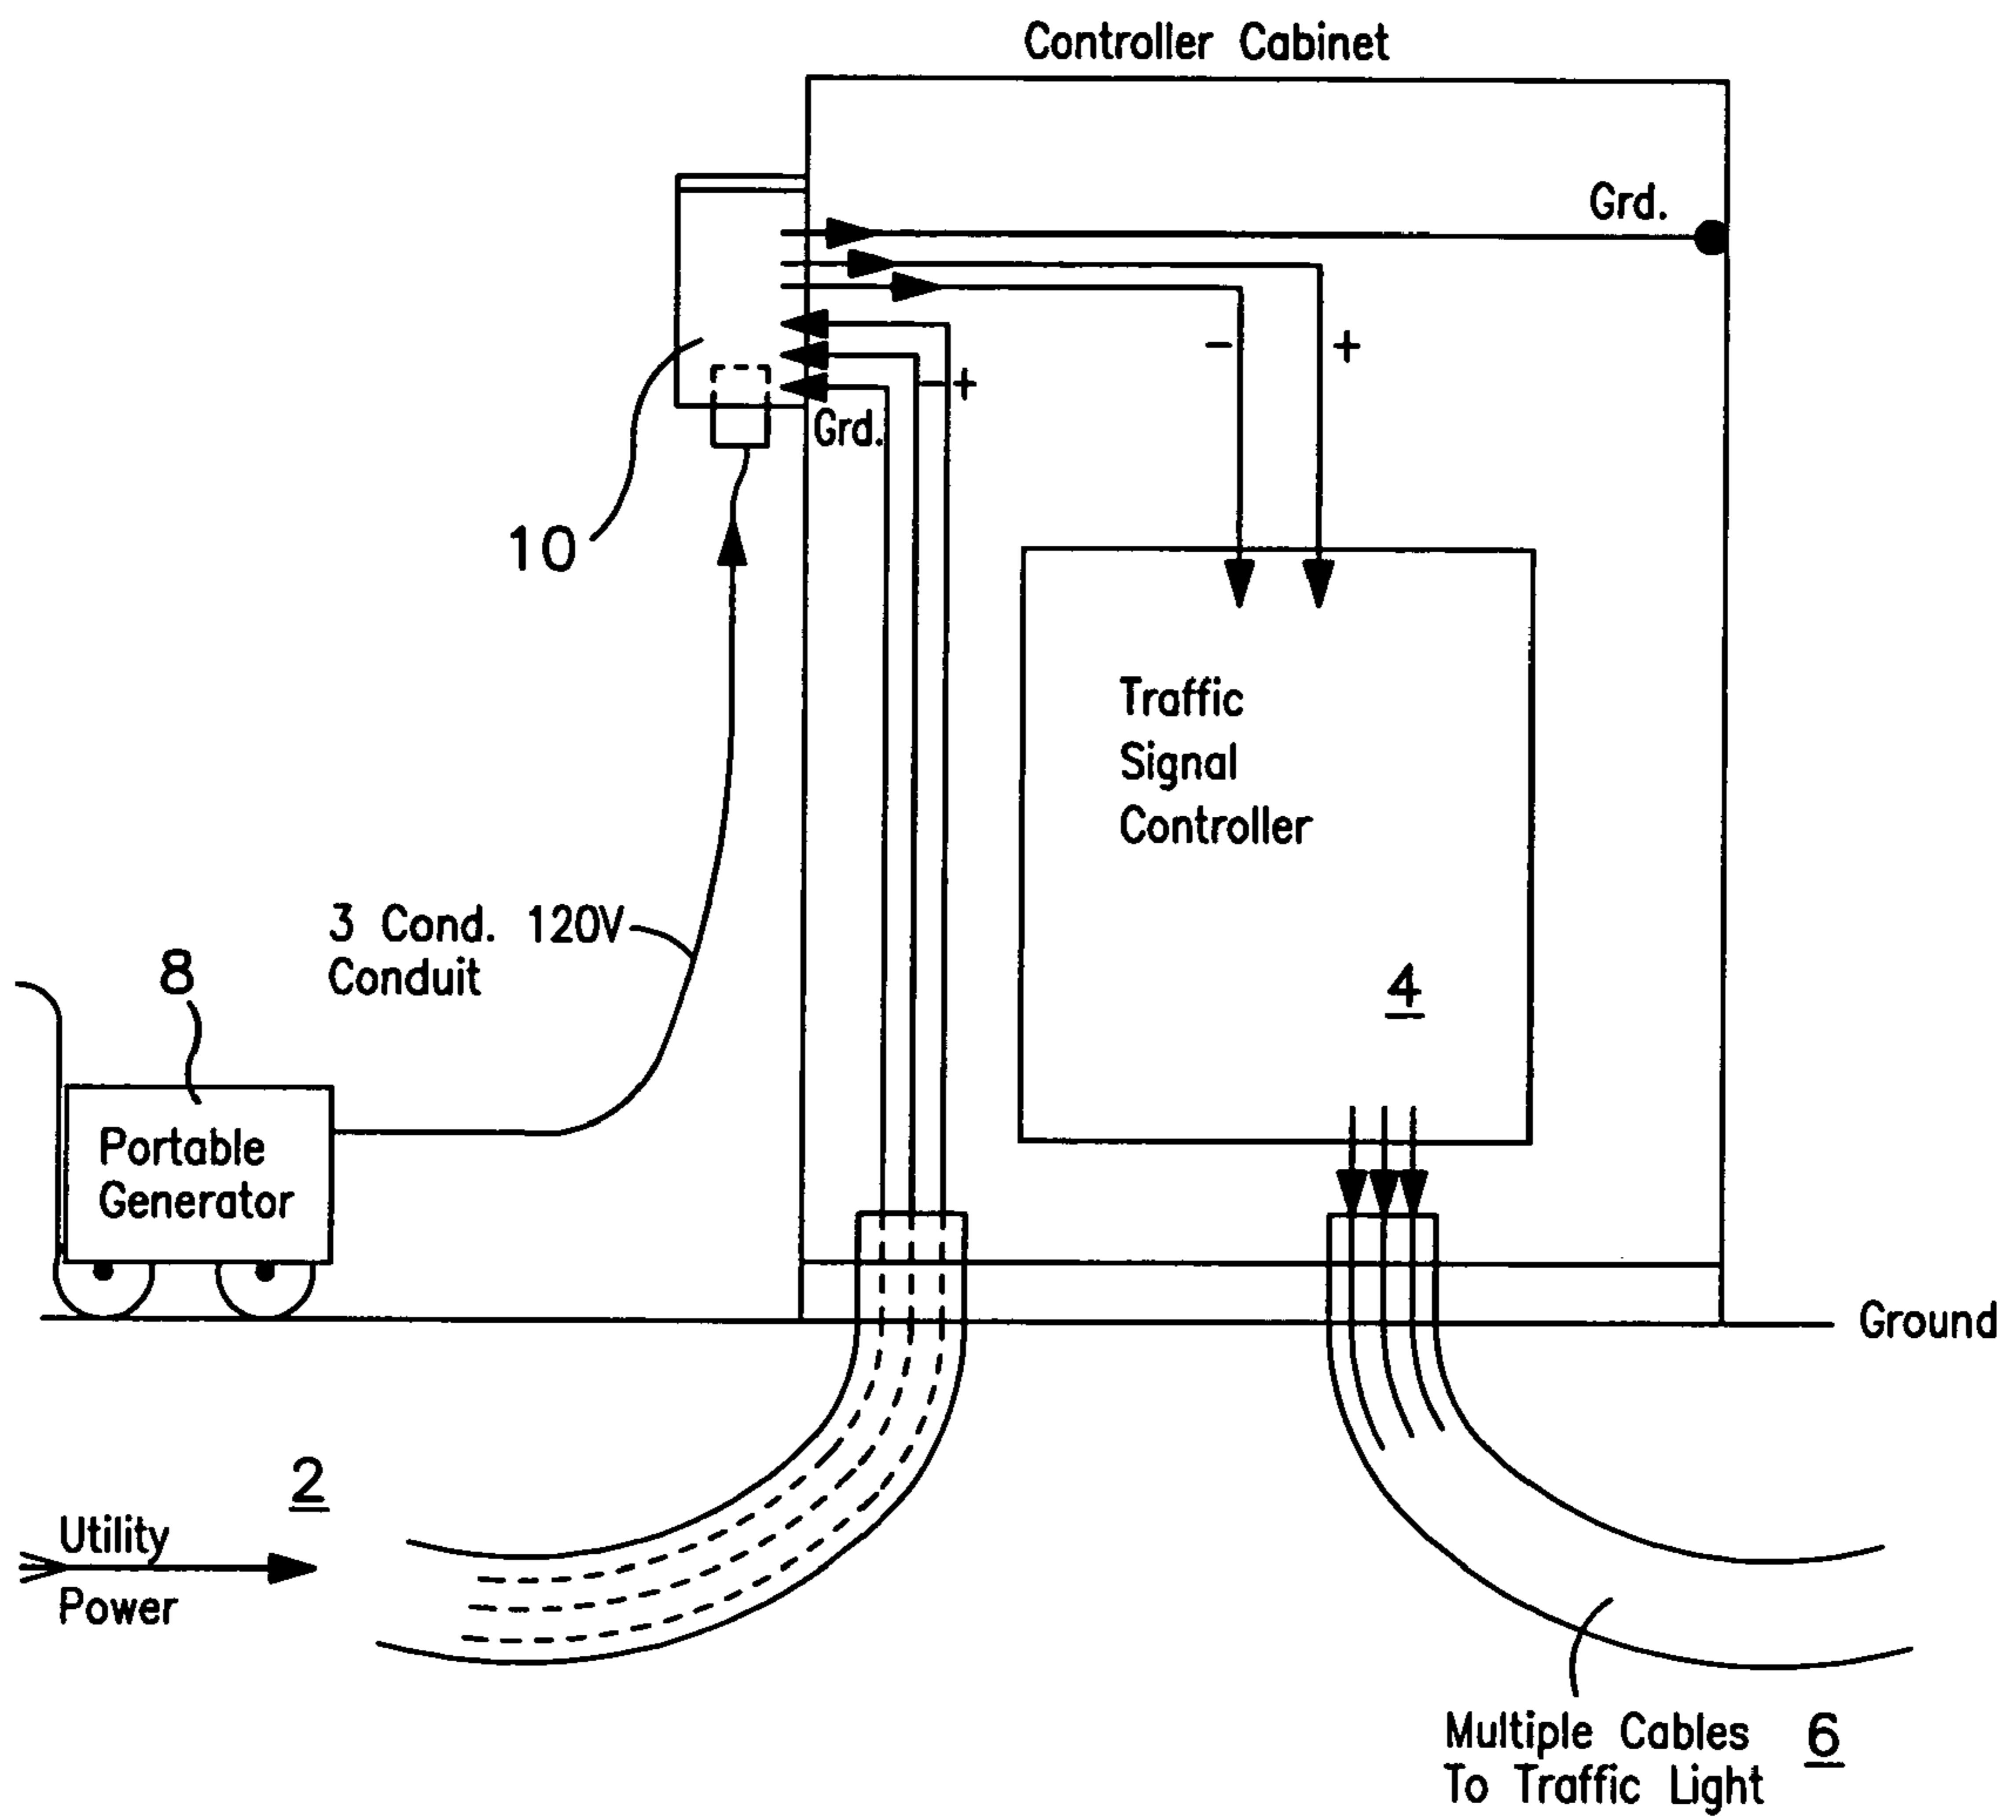 Controller Cabinet
Grd.
- +
- +
Grd.
10
Traffic
Signal
Controller
3 Cond. 120V
Conduit
4
8
Portable
Generator
Ground
2
Utility
Power
Multiple Cables
To Traffic Light
6